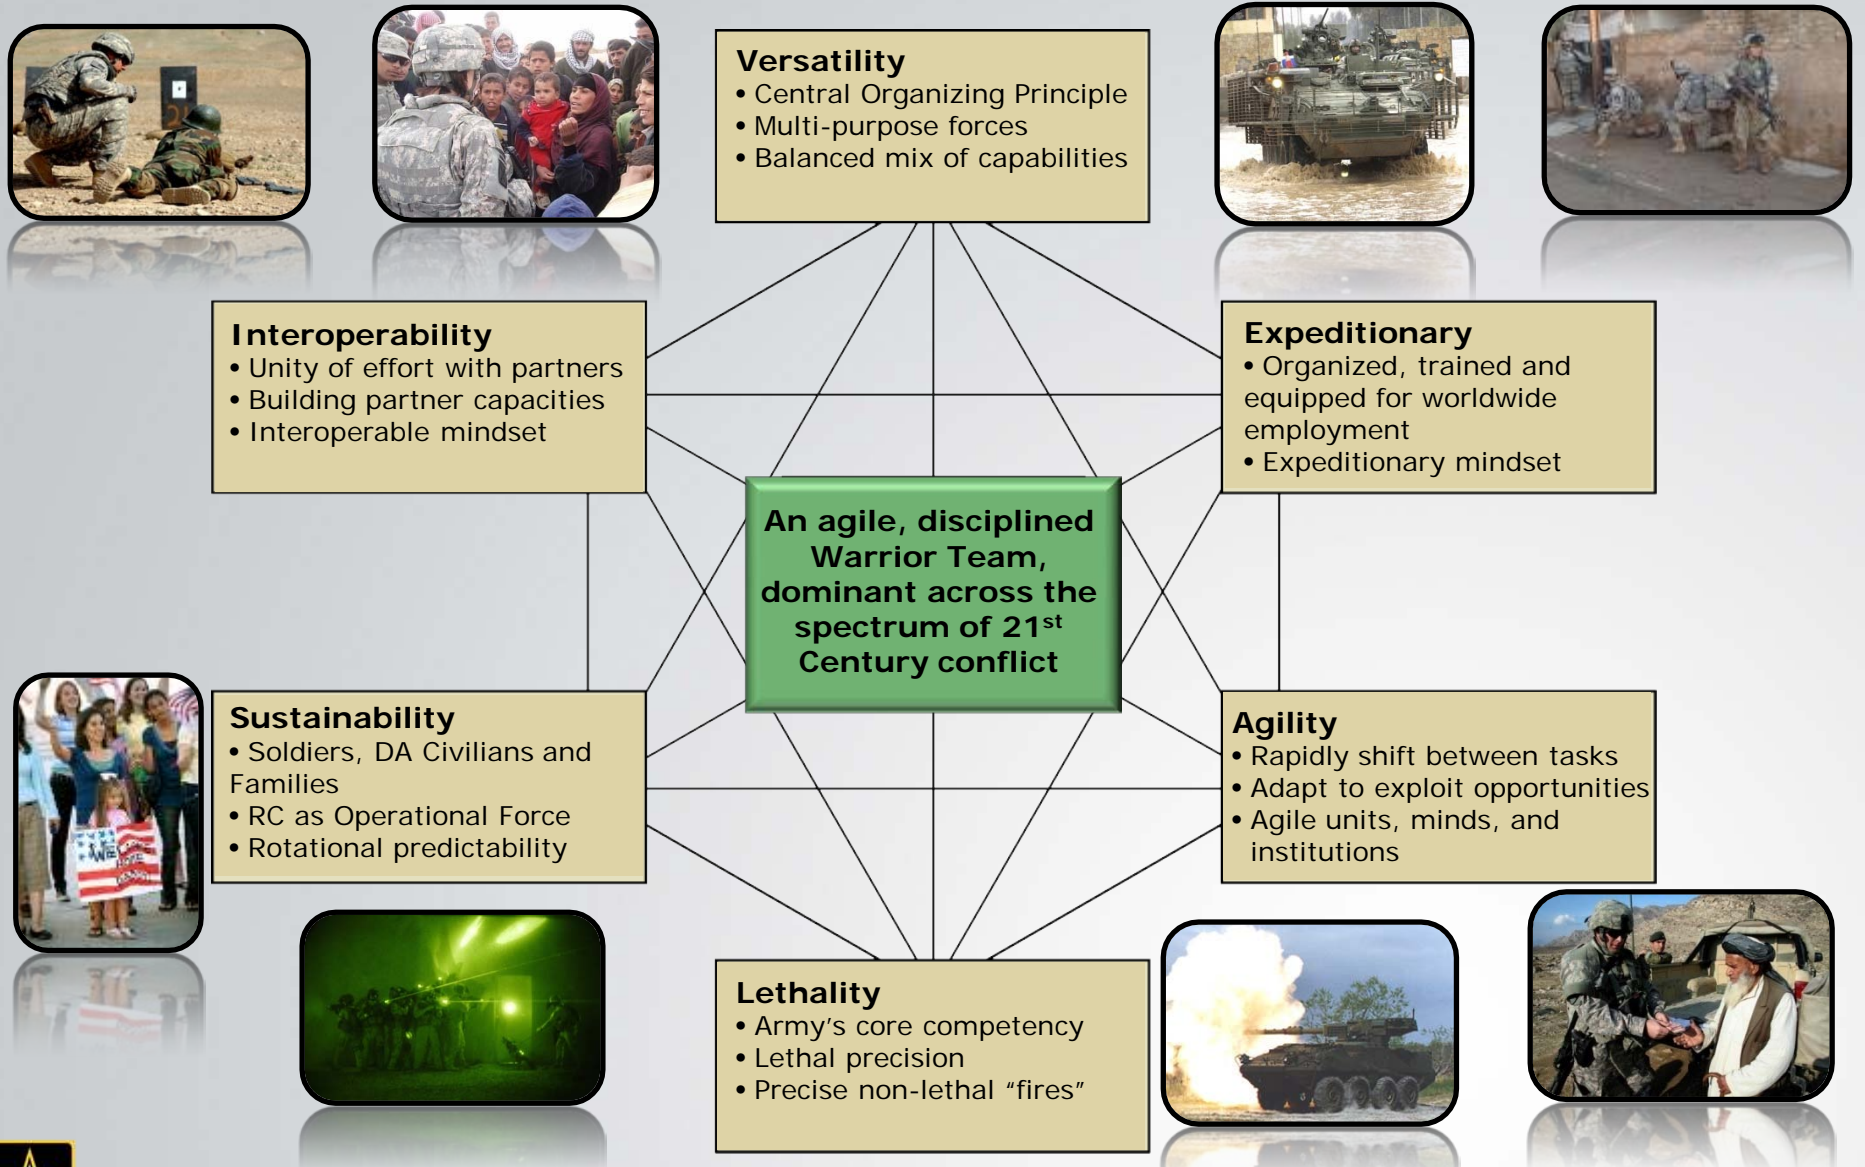 Versatility
• Central Organizing Principle
• Multi-purpose forces
• Balanced mix of capabilities
Interoperability
• Unity of effort with partners
• Building partner capacities
• Interoperable mindset
Expeditionary
• Organized, trained and
equipped for worldwide
employment
• Expeditionary mindset
An agile, disciplined
Warrior Team,
dominant across the
spectrum of 21st
Century conflict
Sustainability
• Soldiers, DA Civilians and
Families
• RC as Operational Force
• Rotational predictability
Agility
• Rapidly shift between tasks
• Adapt to exploit opportunities
• Agile units, minds, and
institutions
Lethality
• Army’s core competency
• Lethal precision
• Precise non-lethal “fires”